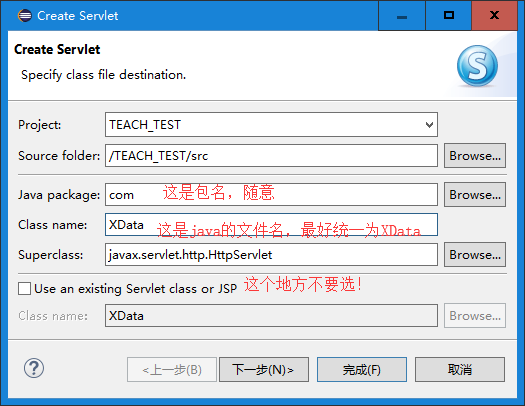 Create Servlet
Create Servlet
Specify class file destination.
S
Project: TEACH_TEST
Source folder: /TEACH_TEST/src Browse...
Java package: com 这是包名，随意 Browse...
Class name: XData 这是java的文件名，最好统一为XData
Superclass: javax.servlet.http.HttpServlet Browse...
Use an existing Servlet class or JSP 这个地方不要选！
Class name: XData Browse...
? <上一步(B) 下一步(N)> 完成(F) 取消